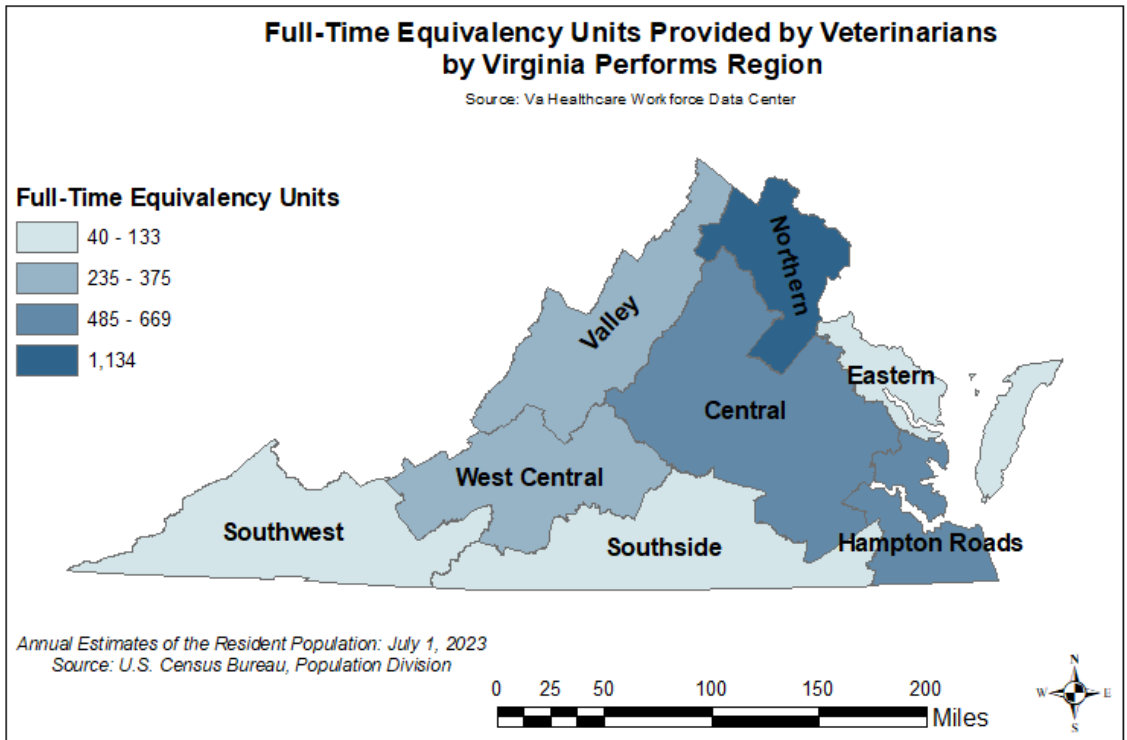 Full-Time Equivalency Units Provided by Veterinarians
by Virginia Performs Region
Source: Va Healthcare Workforce Data Center
Full-Time Equivalency Units
40 - 133
235 - 375
485 - 669
1,134
Northern
Valley
Eastern
Central
West Central
Southwest
Southside
Hampton Roads
Annual Estimates of the Resident Population: July 1, 2023
Source: U.S. Census Bureau, Population Division
0 25 50 100 150 200
Miles
N
W E
S